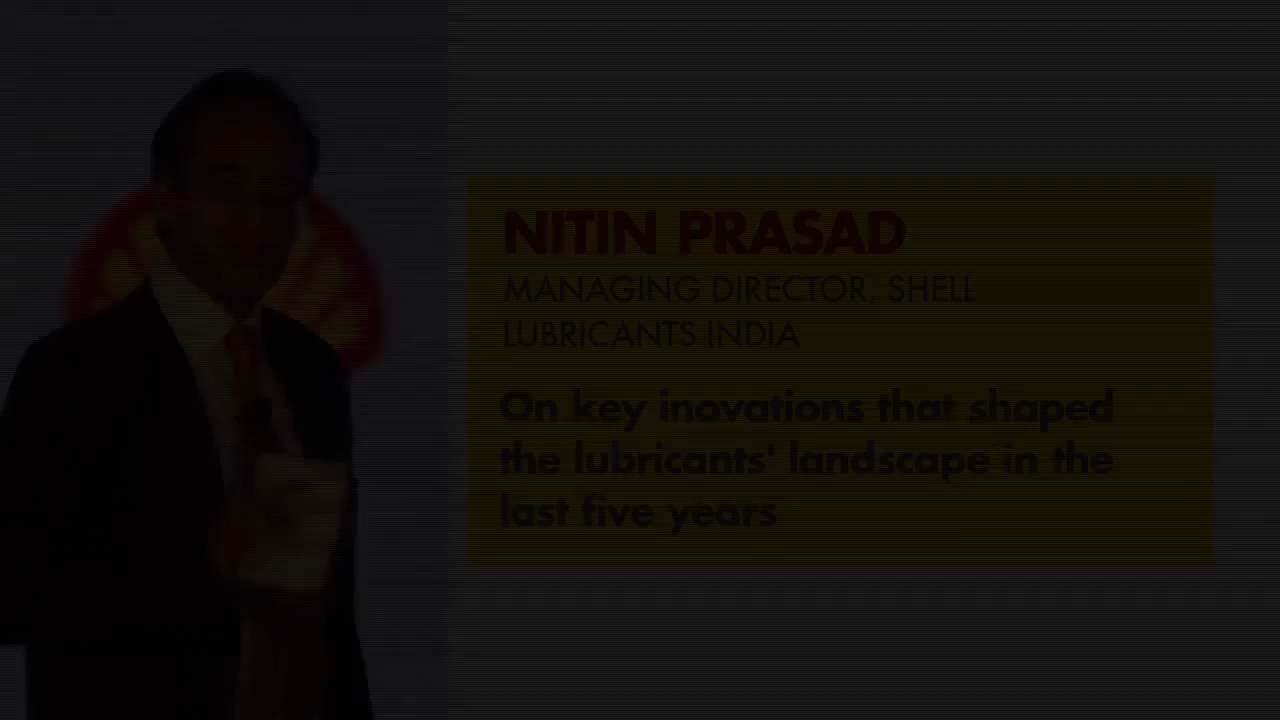 NITIN PRASAD
MANAGING DIRECTOR, SHELL
LUBRICANTS INDIA
On key inovations that shaped
the lubricants' landscape in the
last five years